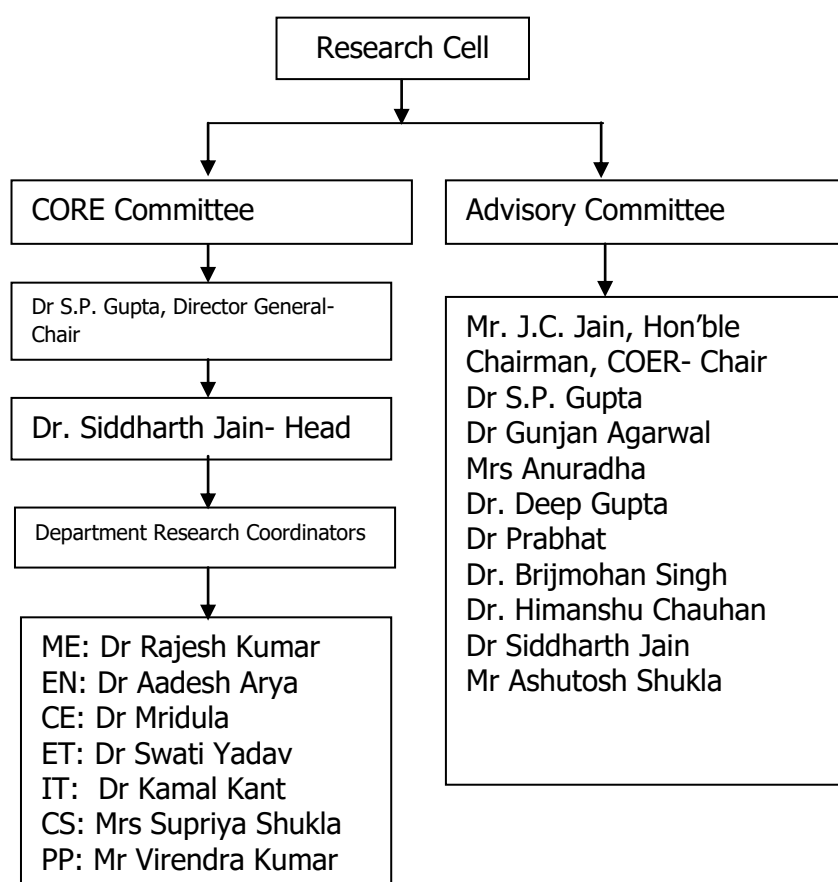 Research Cell
CORE Committee
Advisory Committee
Dr S.P. Gupta, Director General-
Chair
Dr. Siddharth Jain- Head
Department Research Coordinators
ME: Dr Rajesh Kumar
EN: Dr Aadesh Arya
CE: Dr Mridula
ET: Dr Swati Yadav
IT: Dr Kamal Kant
CS: Mrs Supriya Shukla
PP: Mr Virendra Kumar
Mr. J.C. Jain, Hon’ble
Chairman, COER- Chair
Dr S.P. Gupta
Dr Gunjan Agarwal
Mrs Anuradha
Dr. Deep Gupta
Dr Prabhat
Dr. Brijmohan Singh
Dr. Himanshu Chauhan
Dr Siddharth Jain
Mr Ashutosh Shukla